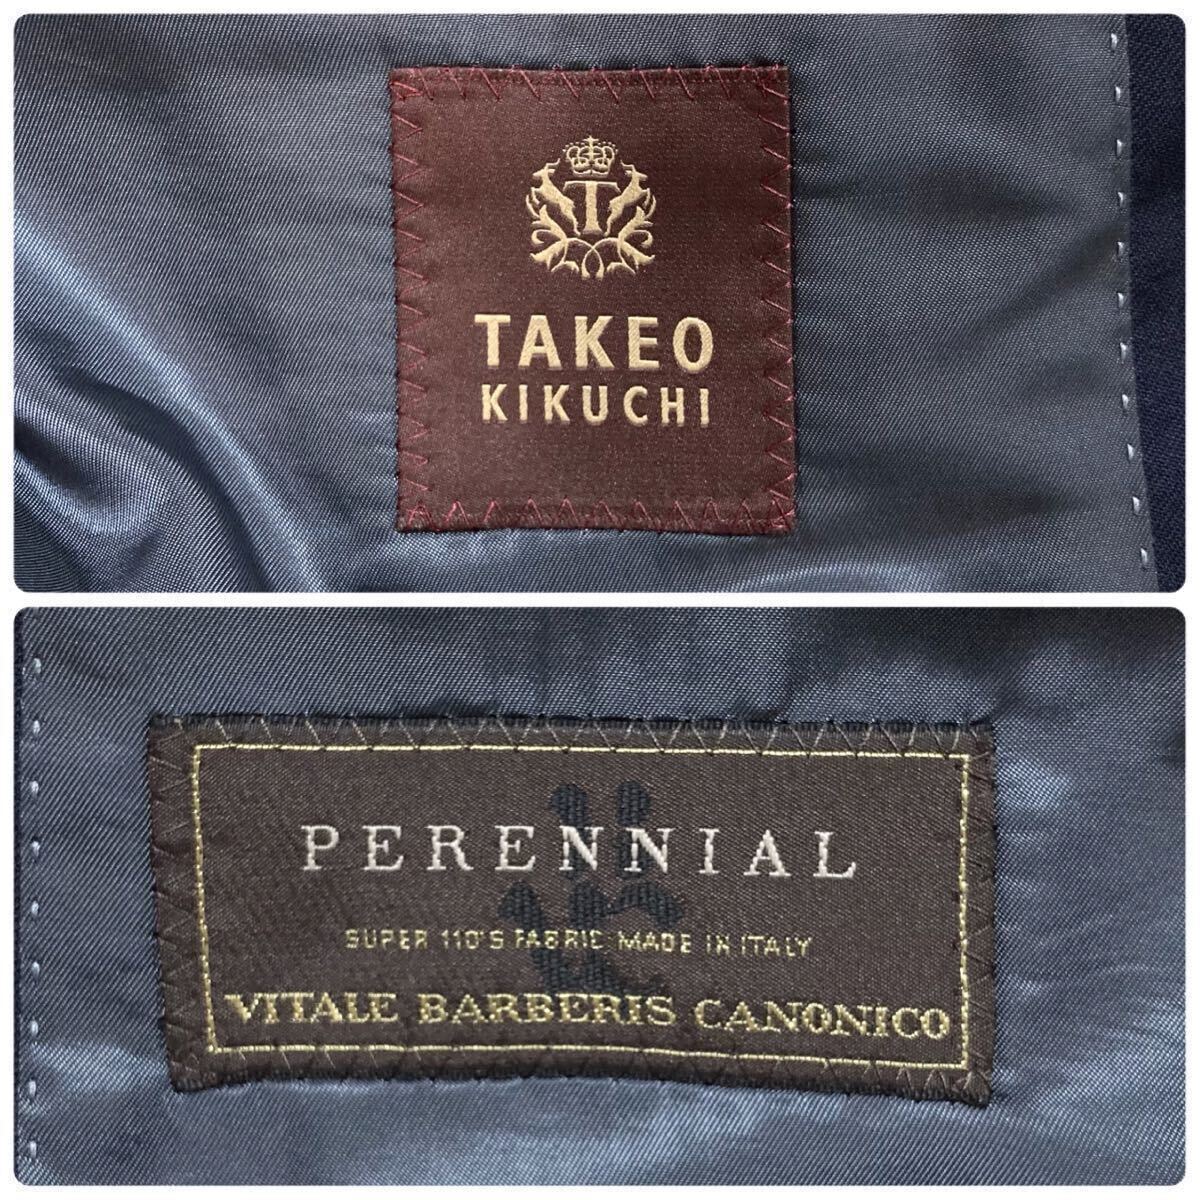 T
TAKEO
KIKUCHI
PERENNIAL
SUPER 110'S FABRIC MADE IN ITALY
VITALE BARBERIS CANONICO